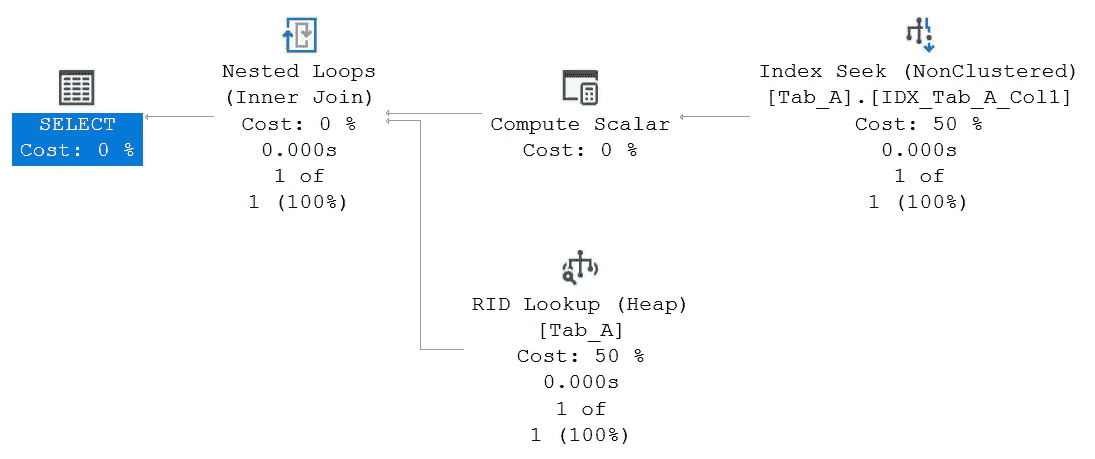 SELECT
Cost: 0 %
Nested Loops
(Inner Join)
Cost: 0 %
0.000s
1 of
1 (100%)
Compute Scalar
Cost: 0 %
Index Seek (NonClustered)
[Tab_A].[IDX_Tab_A_Col1]
Cost: 50 %
0.000s
1 of
1 (100%)
RID Lookup (Heap)
[Tab_A]
Cost: 50 %
0.000s
1 of
1 (100%)